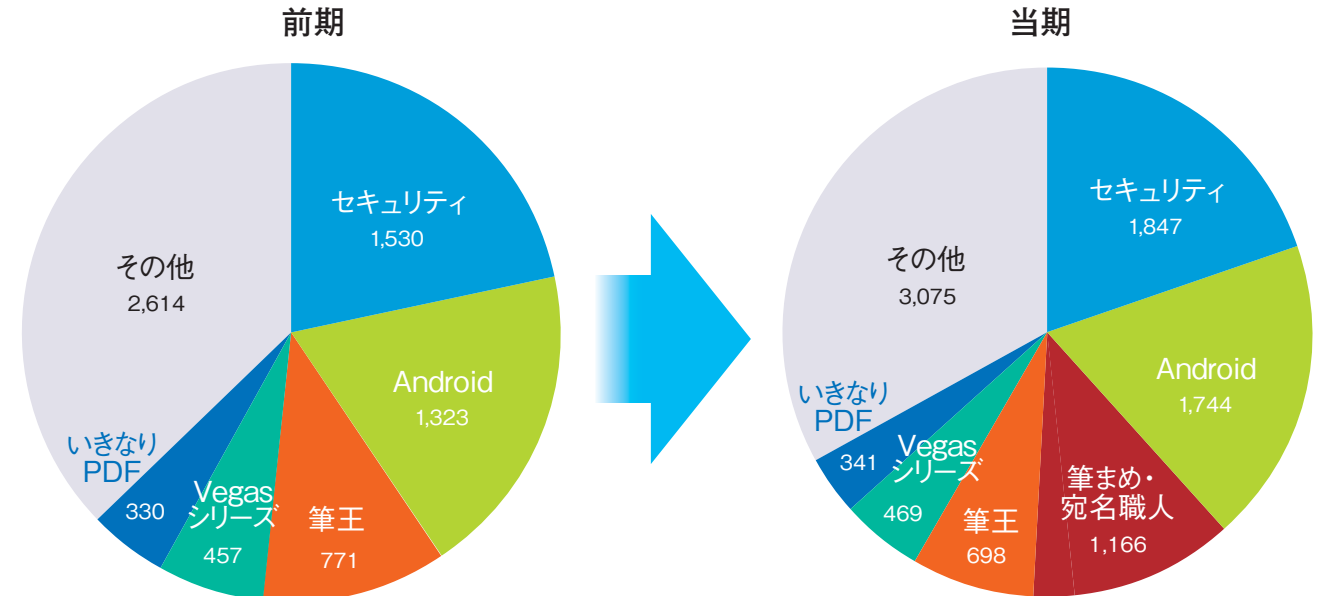 前期
セキュリティ
1,530
Android
1,323
筆王
771
Vegas
シリーズ
457
いきなり
PDF
330
その他
2,614
当期
セキュリティ
1,847
Android
1,744
筆まめ・
宛名職人
1,166
筆王
698
Vegas
シリーズ
469
いきなり
PDF
341
その他
3,075